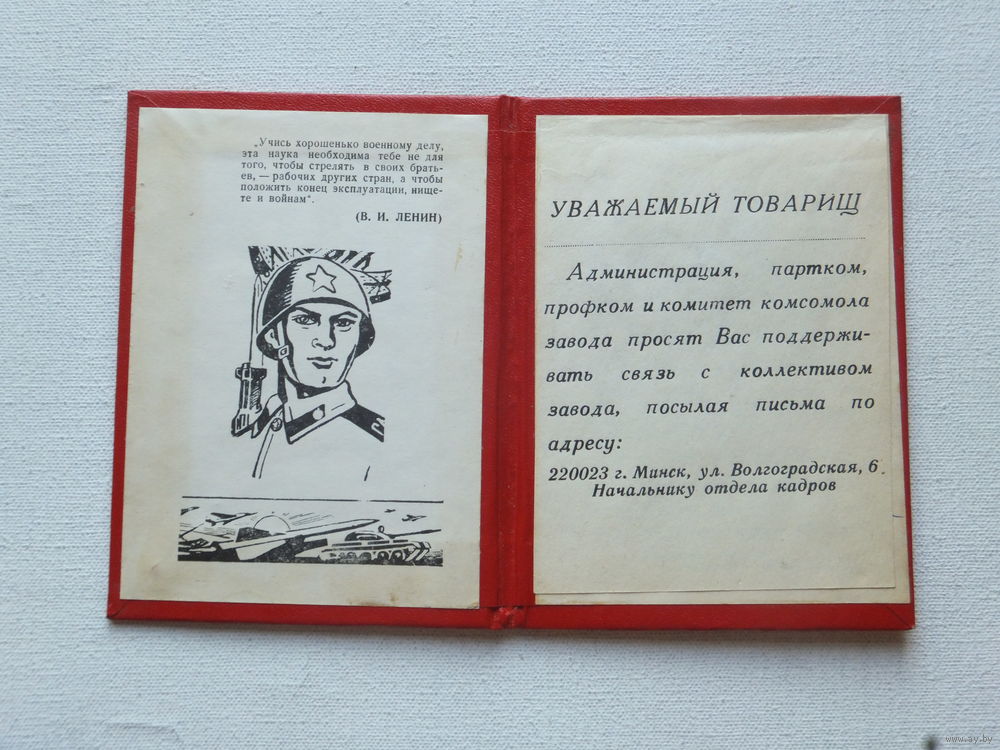 „Учись хорошенько военному делу,
эта наука необходима тебе не для
того, чтобы стрелять в своих брать-
ев, — рабочих других стран, а чтобы
положить конец эксплуатации, нище-
те и войнам“.
(В. И. ЛЕНИН)
УВАЖАЕМЫЙ ТОВАРИЩ
Администрация, партком,
профком и комитет комсомола
завода просят Вас поддержи-
вать связь с коллективом
завода, посылая письма по
адресу:
220023 г. Минск, ул. Волгоградская, 6.
Начальнику отдела кадров
www.ay.by